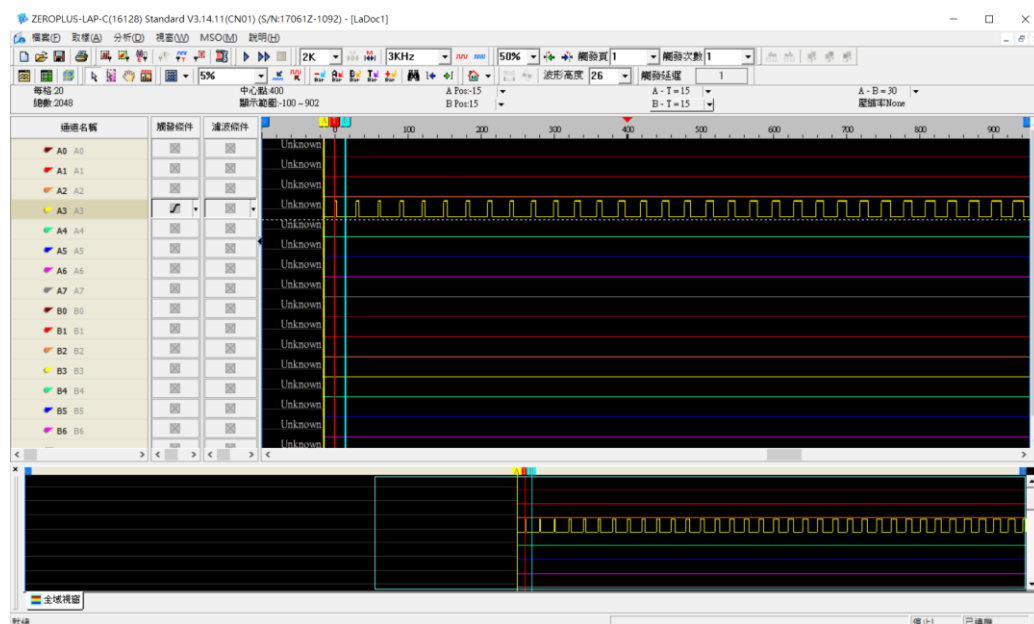 ZEROPLUS-LAP-C(16128) Standard V3.14.11(CN01) (S/N:17061Z-1092) - [LaDoc1]
檔案(F) 取樣(A) 分析(D) 視窗(W) MSO(M) 說明(H)
2K 3KHz 50% 觸發頁 1 觸發次數 1
5% 波形高度 26 觸發延遲 1
每格:20 中心點:400 A Pos:-15 A - T = 15 A - B = 30
總數:2048 顯示範圍:-100 ~ 902 B Pos:15 B - T = 15 壓縮率:None
通道名稱 觸發條件 濾波條件 A T B 0 100 200 300 400 500 600 700 800 900
A0 A0 Unknown
A1 A1 Unknown
A2 A2 Unknown
A3 A3 Unknown
A4 A4 Unknown
A5 A5 Unknown
A6 A6 Unknown
A7 A7 Unknown
B0 B0 Unknown
B1 B1 Unknown
B2 B2 Unknown
B3 B3 Unknown
B4 B4 Unknown
B5 B5 Unknown
B6 B6 Unknown
Unknown
A T B
全域視窗
停止! 已連機